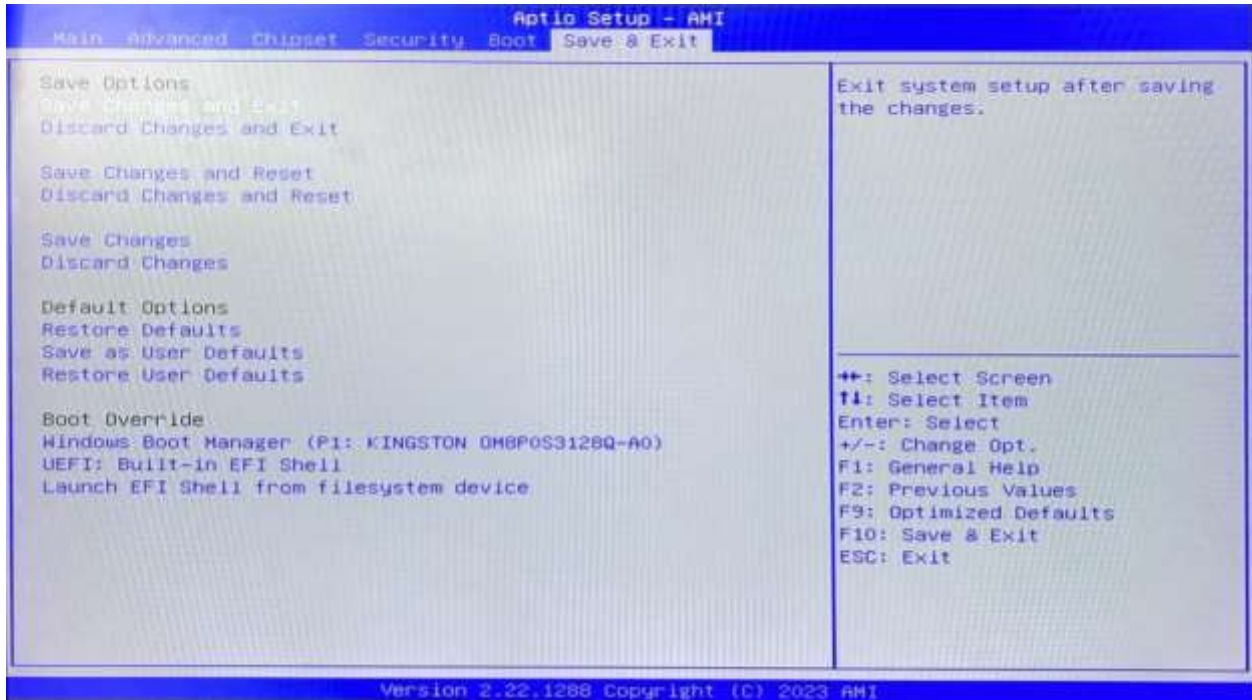 Aptio Setup - AMI
Main Advanced Chipset Security Boot Save & Exit
Save Options
Save Changes and Exit
Discard Changes and Exit
Save Changes and Reset
Discard Changes and Reset
Save Changes
Discard Changes
Default Options
Restore Defaults
Save as User Defaults
Restore User Defaults
Boot Override
Windows Boot Manager (P1: KINGSTON OM8P0S3128Q-A0)
UEFI: Built-in EFI Shell
Launch EFI Shell from filesystem device
Exit system setup after saving
the changes.
→←: Select Screen
↑↓: Select Item
Enter: Select
+/-: Change Opt.
F1: General Help
F2: Previous Values
F9: Optimized Defaults
F10: Save & Exit
ESC: Exit
Version 2.22.1288 Copyright (C) 2023 AMI